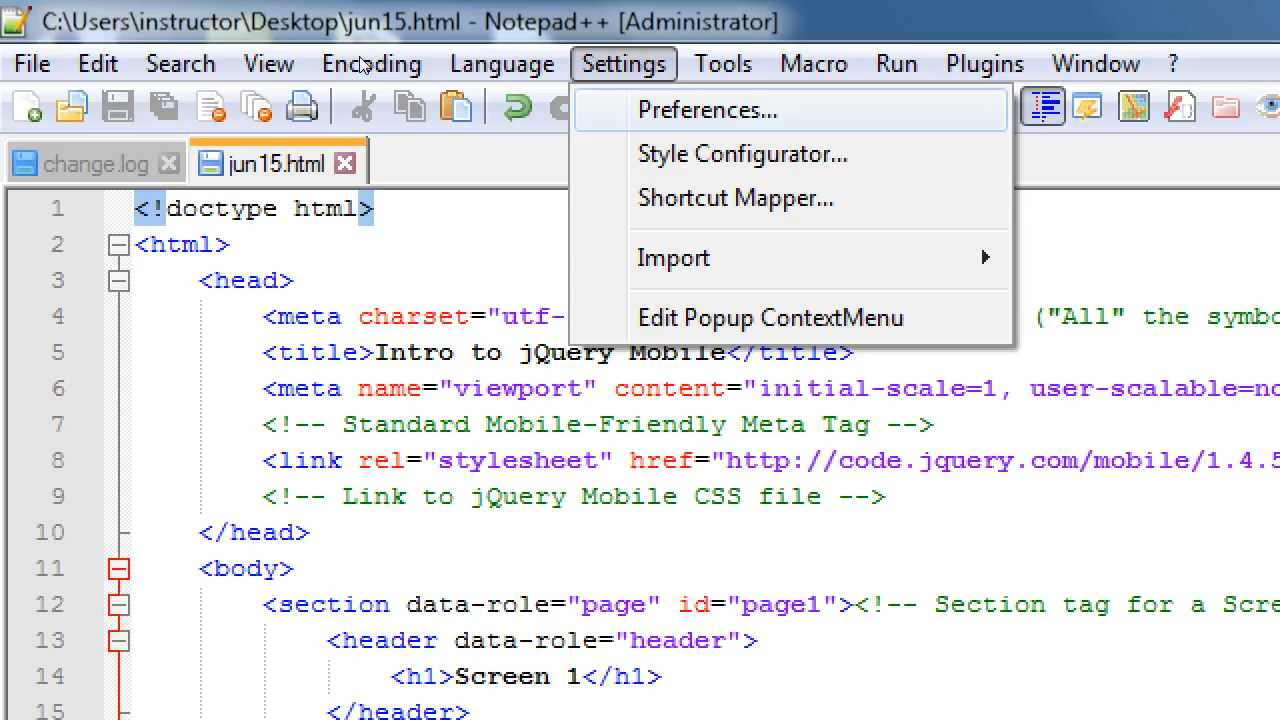 C:\Users\instructor\Desktop\jun15.html - Notepad++ [Administrator]
File Edit Search View Encoding Language Settings Tools Macro Run Plugins Window ?
Preferences...
Style Configurator...
Shortcut Mapper...
Import
Edit Popup ContextMenu
change.log jun15.html
1 <!doctype html>
2 <html>
3 <head>
4 <meta charset="utf- ("All" the symbo
5 <title>Intro to jQuery Mobile</title>
6 <meta name="viewport" content="initial-scale=1, user-scalable=no
7 <!-- Standard Mobile-Friendly Meta Tag -->
8 <link rel="stylesheet" href="http://code.jquery.com/mobile/1.4.5
9 <!-- Link to jQuery Mobile CSS file -->
10 </head>
11 <body>
12 <section data-role="page" id="page1"><!-- Section tag for a Scre
13 <header data-role="header">
14 <h1>Screen 1</h1>
15 </header>